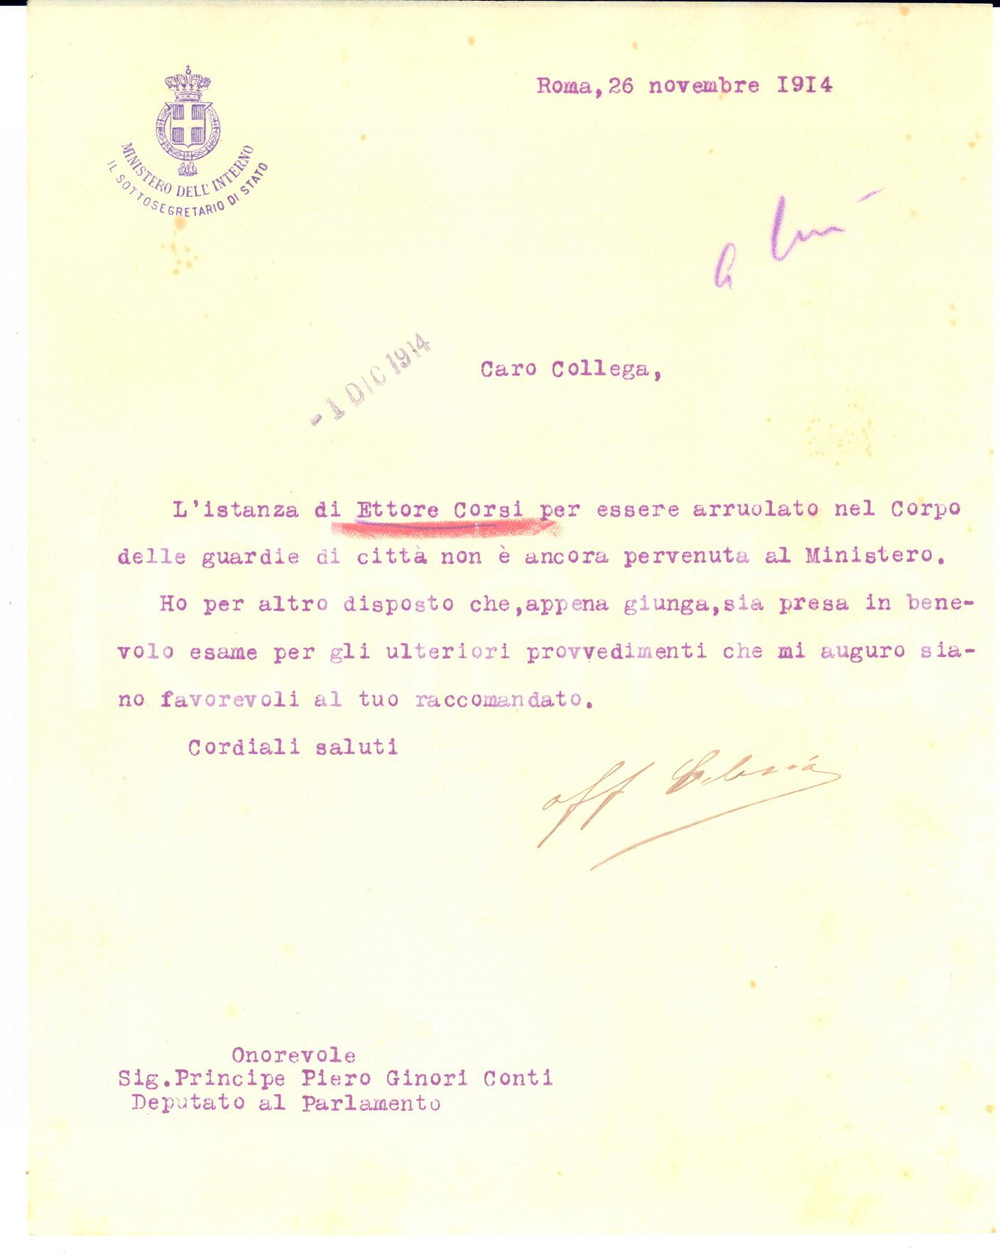 Roma,26 novembre 1914
MINISTERO DELL'INTERNO
IL SOTTOSEGRETARIO DI STATO
-1 DIC 1914
Caro Collega,
L'istanza di Ettore Corsi per essere arruolato nel Corpo
delle guardie di città non è ancora pervenuta al Ministero.
Ho per altro disposto che,appena giunga,sia presa in bene-
volo esame per gli ulteriori provvedimenti che mi auguro sia-
no favorevoli al tuo raccomandato.
Cordiali saluti
Onorevole
Sig.Principe Piero Ginori Conti
Deputato al Parlamento